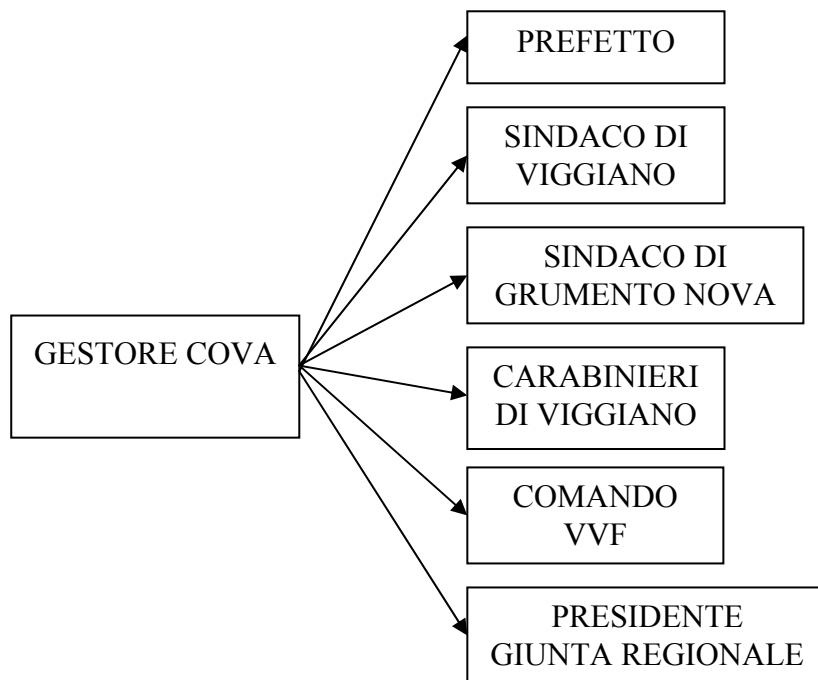 PREFETTO
SINDACO DI
VIGGIANO
SINDACO DI
GRUMENTO NOVA
GESTORE COVA
CARABINIERI
DI VIGGIANO
COMANDO
VVF
PRESIDENTE
GIUNTA REGIONALE